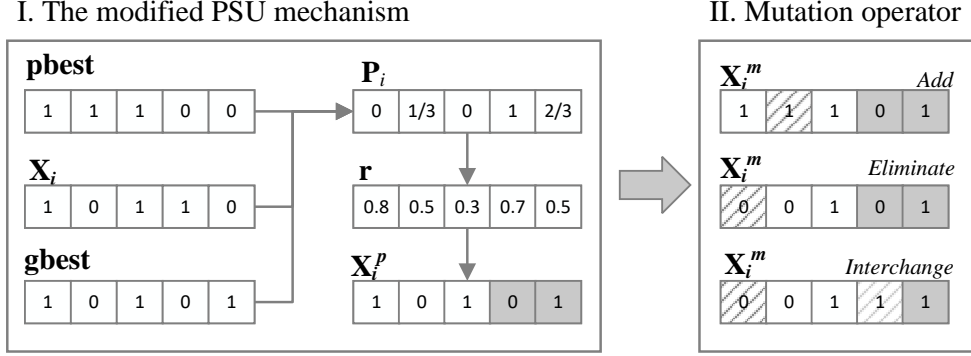 I. The modified PSU mechanism
pbest
1 1 1 0 0
X_i
1 0 1 1 0
gbest
1 0 1 0 1
P_i
0 1/3 0 1 2/3
r
0.8 0.5 0.3 0.7 0.5
X_i^p
1 0 1 0 1
II. Mutation operator
X_i^m Add
1 1 1 0 1
X_i^m Eliminate
0 0 1 0 1
X_i^m Interchange
0 0 1 1 1